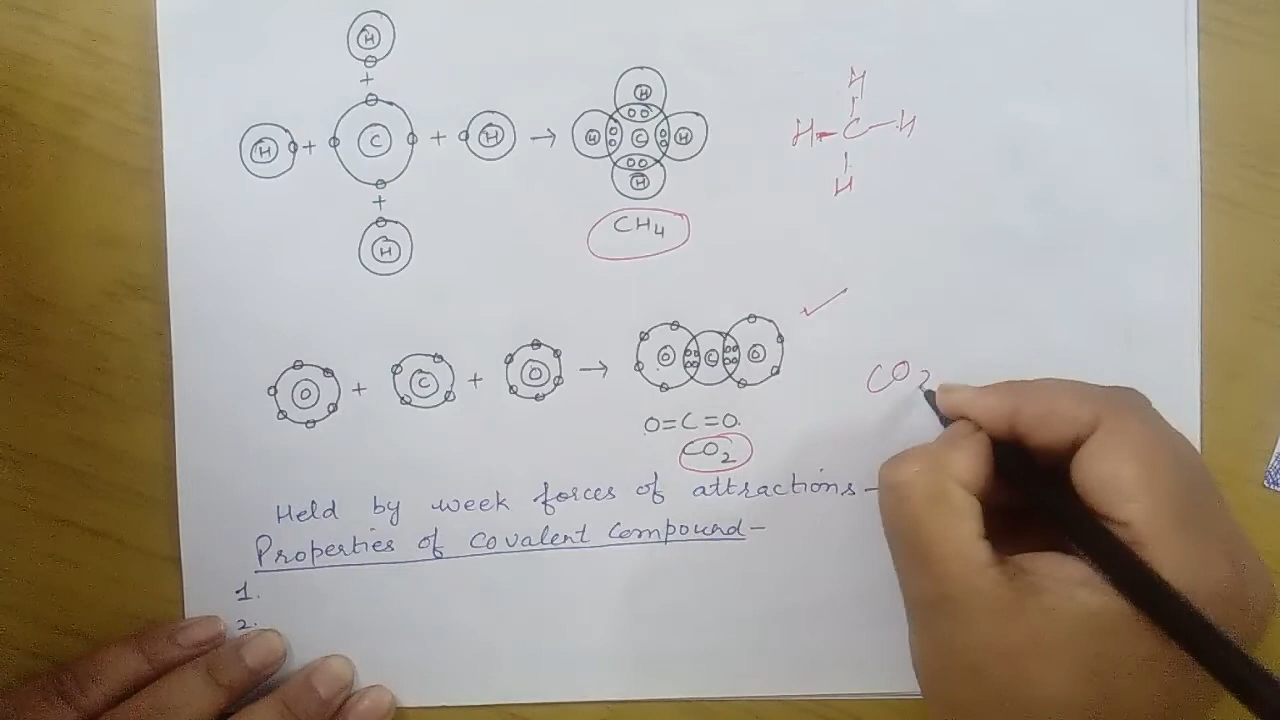 H
+
H + C + H → H H C H H
+
H
CH4
H
H-C-H
H
O + C + O → O C O
O=C=O
CO2
CO2
Held by week forces of attractions-
Properties of Covalent Compound-
1.
2.